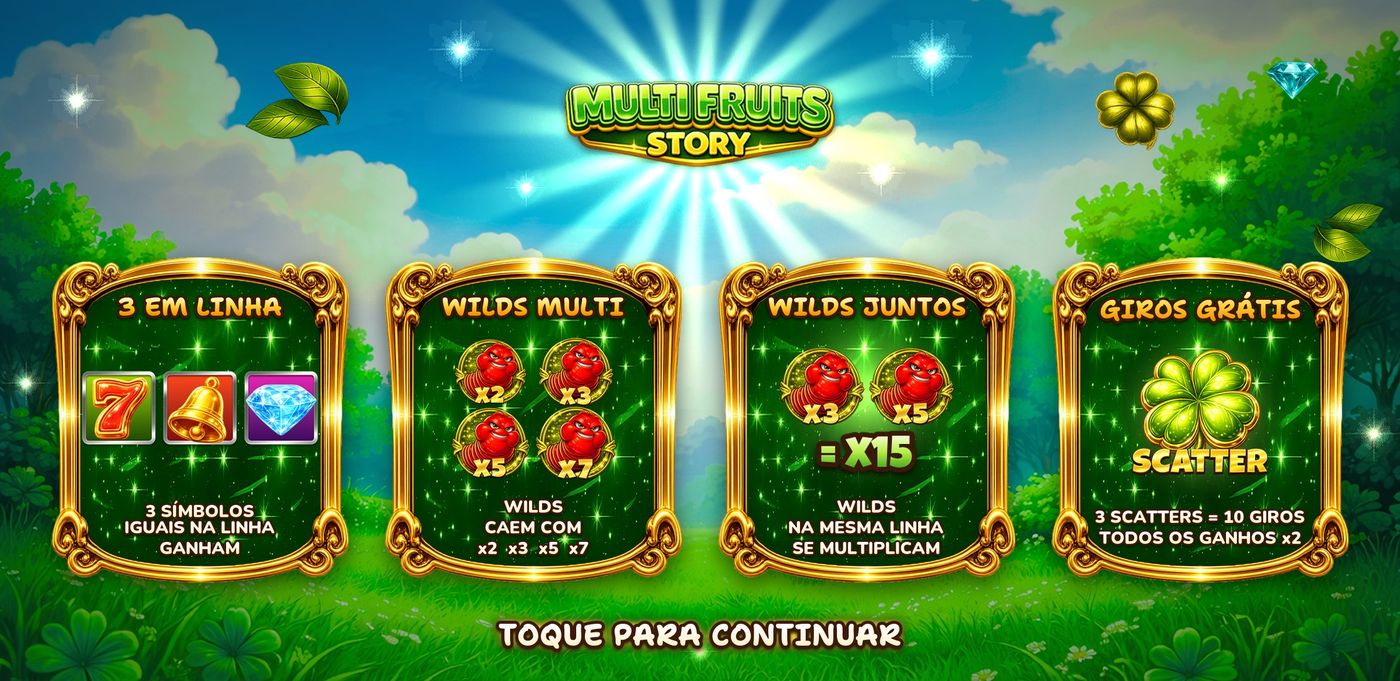 MULTI FRUITS
STORY
3 EM LINHA
7
3 SÍMBOLOS
IGUAIS NA LINHA
GANHAM
WILDS MULTI
x2 x3
x5 x7
WILDS
CAEM COM
x2 x3 x5 x7
WILDS JUNTOS
x3 x5
= X15
WILDS
NA MESMA LINHA
SE MULTIPLICAM
GIROS GRÁTIS
SCATTER
3 SCATTERS = 10 GIROS
TODOS OS GANHOS x2
TOQUE PARA CONTINUAR